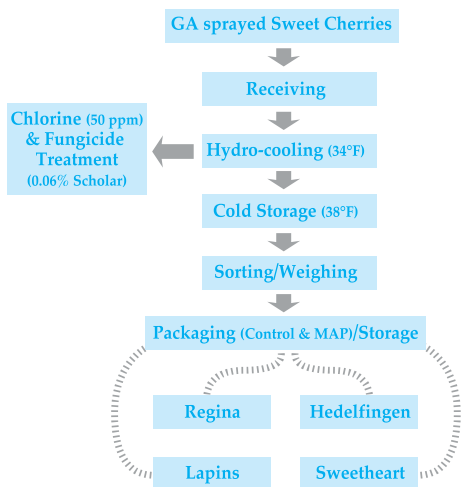 GA sprayed Sweet Cherries
Receiving
Chlorine (50 ppm)
& Fungicide
Treatment
(0.06% Scholar)
Hydro-cooling (34°F)
Cold Storage (38°F)
Sorting/Weighing
Packaging (Control & MAP)/Storage
Regina
Hedelfingen
Lapins
Sweetheart